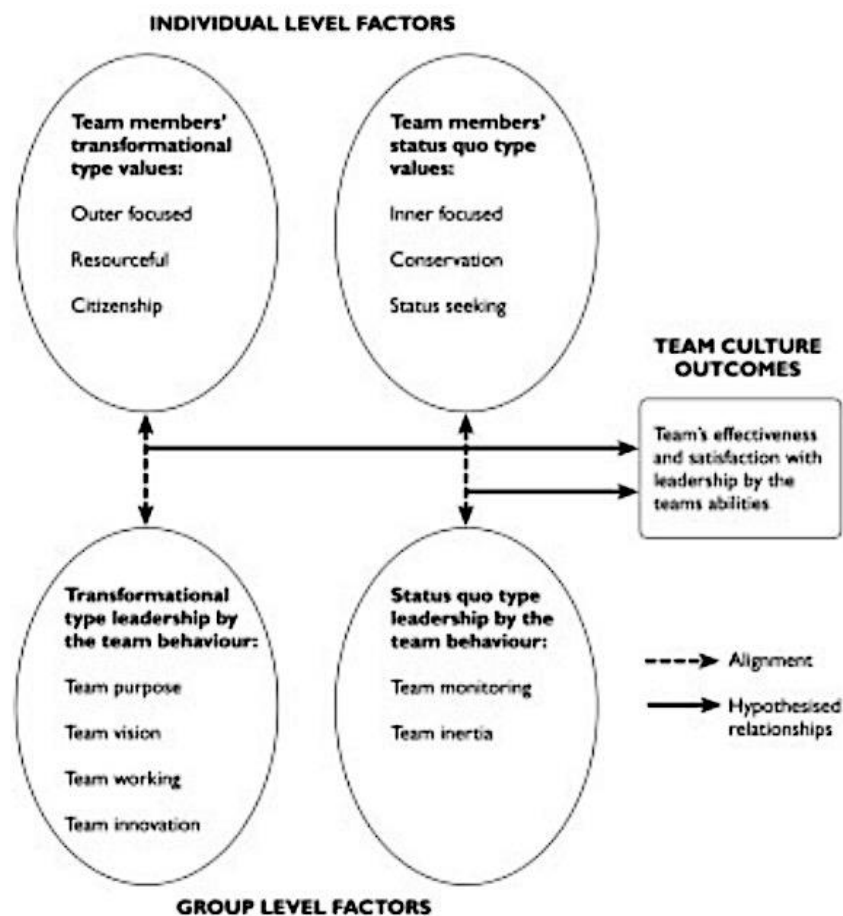 INDIVIDUAL LEVEL FACTORS
Team members'
transformational
type values:
Outer focused
Resourceful
Citizenship
Team members'
status quo type
values:
Inner focused
Conservation
Status seeking
TEAM CULTURE
OUTCOMES
Team's effectiveness
and satisfaction with
leadership by the
teams abilities
Transformational
type leadership by
the team behaviour:
Team purpose
Team vision
Team working
Team innovation
Status quo type
leadership by the
team behaviour:
Team monitoring
Team inertia
Alignment
Hypothesised
relationships
GROUP LEVEL FACTORS